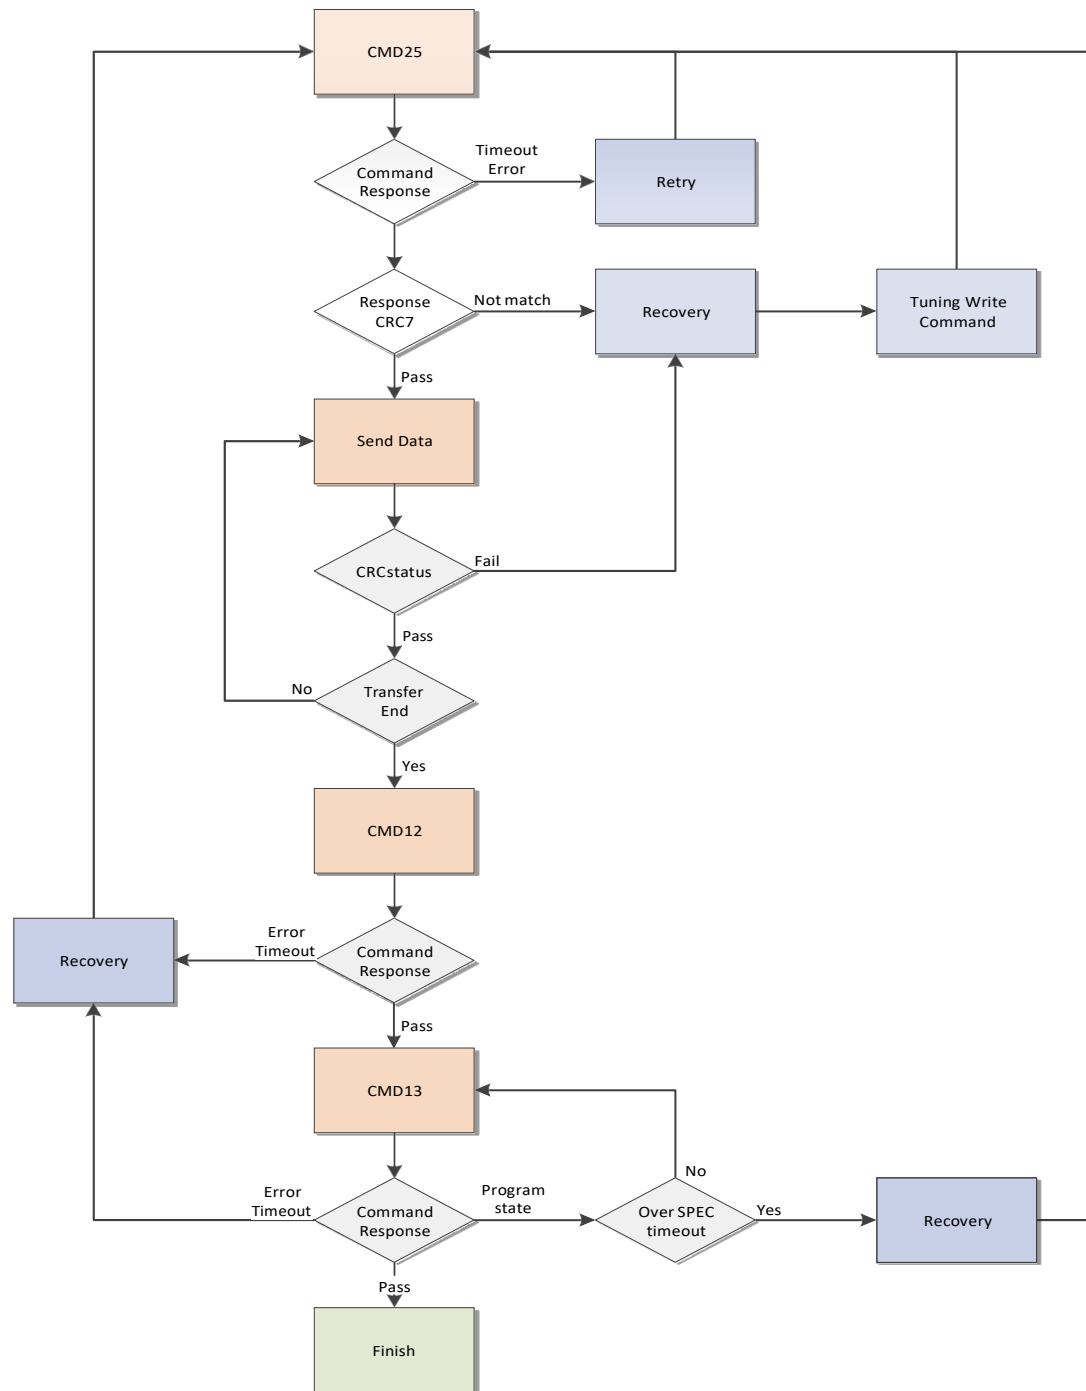 CMD25
Timeout
Error
Command
Response
Retry
Response
CRC7
Not match
Recovery
Tuning Write
Command
Pass
Send Data
CRCstatus
Fail
Pass
No
Transfer
End
Yes
CMD12
Recovery
Error
Timeout
Command
Response
Pass
CMD13
No
Error
Timeout
Command
Response
Program
state
Over SPEC
timeout
Yes
Recovery
Pass
Finish